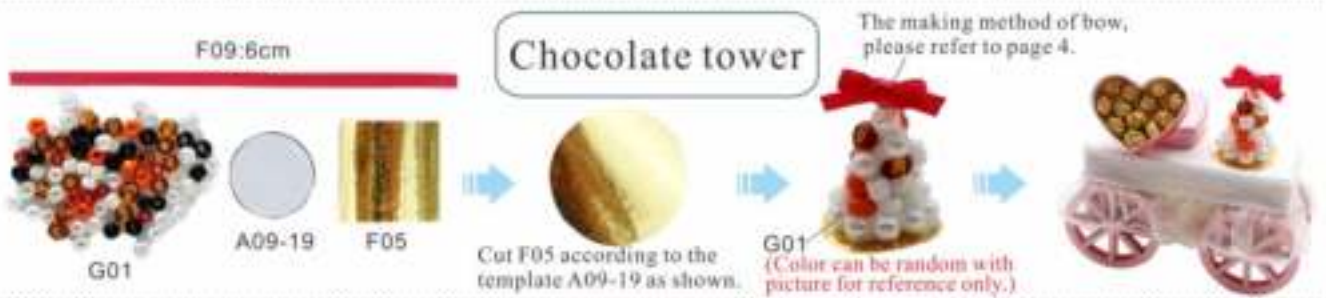 F09:6cm
Chocolate tower
The making method of bow,
please refer to page 4.
G01
A09-19
F05
Cut F05 according to the
template A09-19 as shown.
G01
(Color can be random with
picture for reference only.)